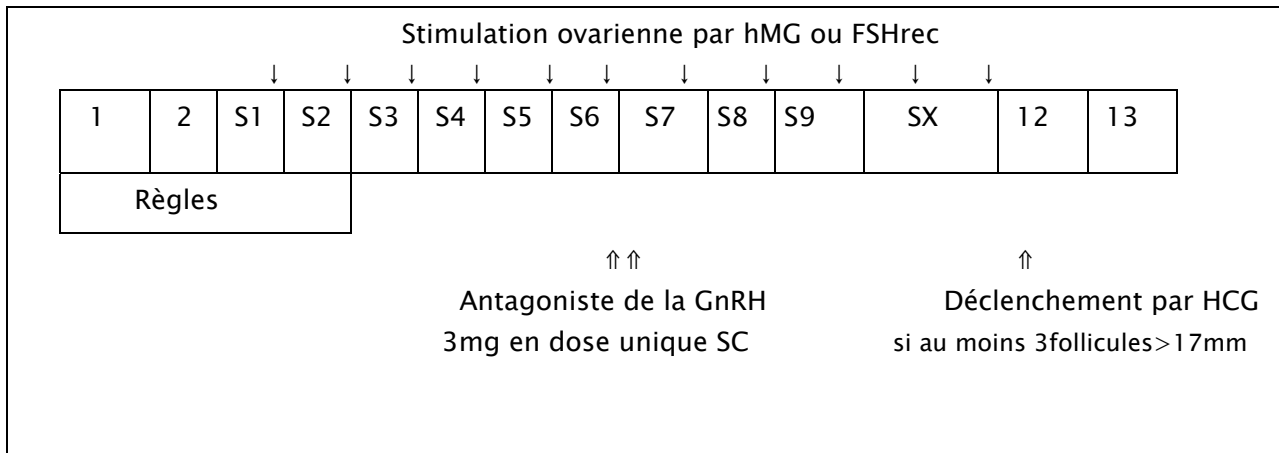 Stimulation ovarienne par hMG ou FSHrec
↓ ↓ ↓ ↓ ↓ ↓ ↓ ↓ ↓ ↓ ↓
1 2 S1 S2 S3 S4 S5 S6 S7 S8 S9 SX 12 13
Règles
⇑⇑ ⇑
Antagoniste de la GnRH Déclenchement par HCG
3mg en dose unique SC si au moins 3follicules>17mm